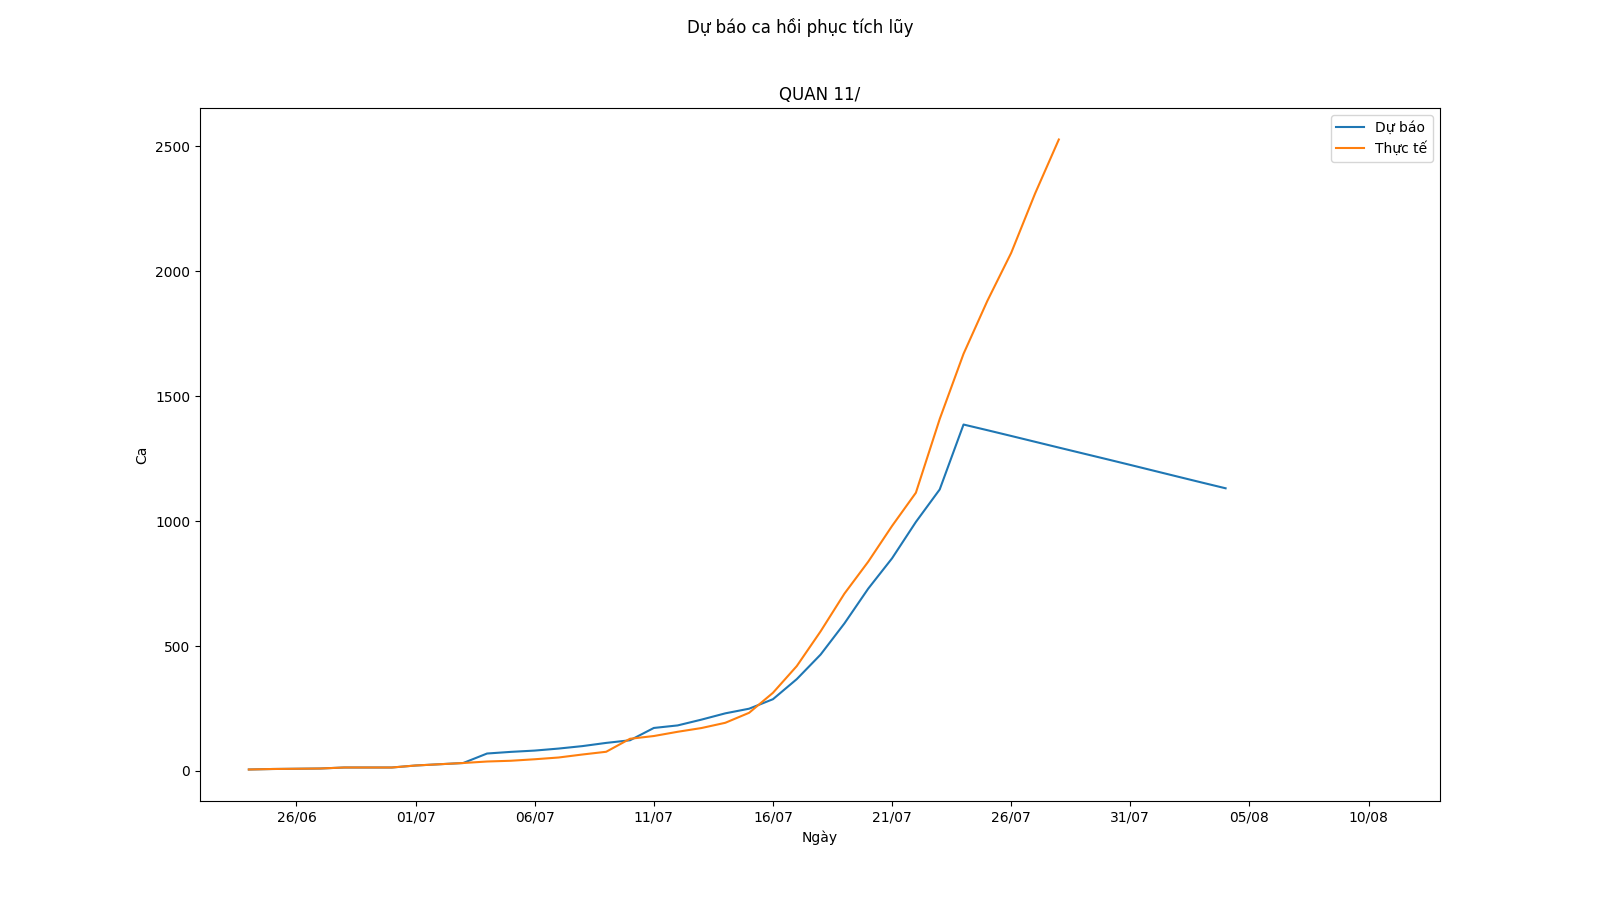 Dự báo ca hồi phục tích lũy
QUAN 11/
Dự báo
Thực tế
2500
2000
1500
1000
500
0
Ca
26/06
01/07
06/07
11/07
16/07
21/07
26/07
31/07
05/08
10/08
Ngày